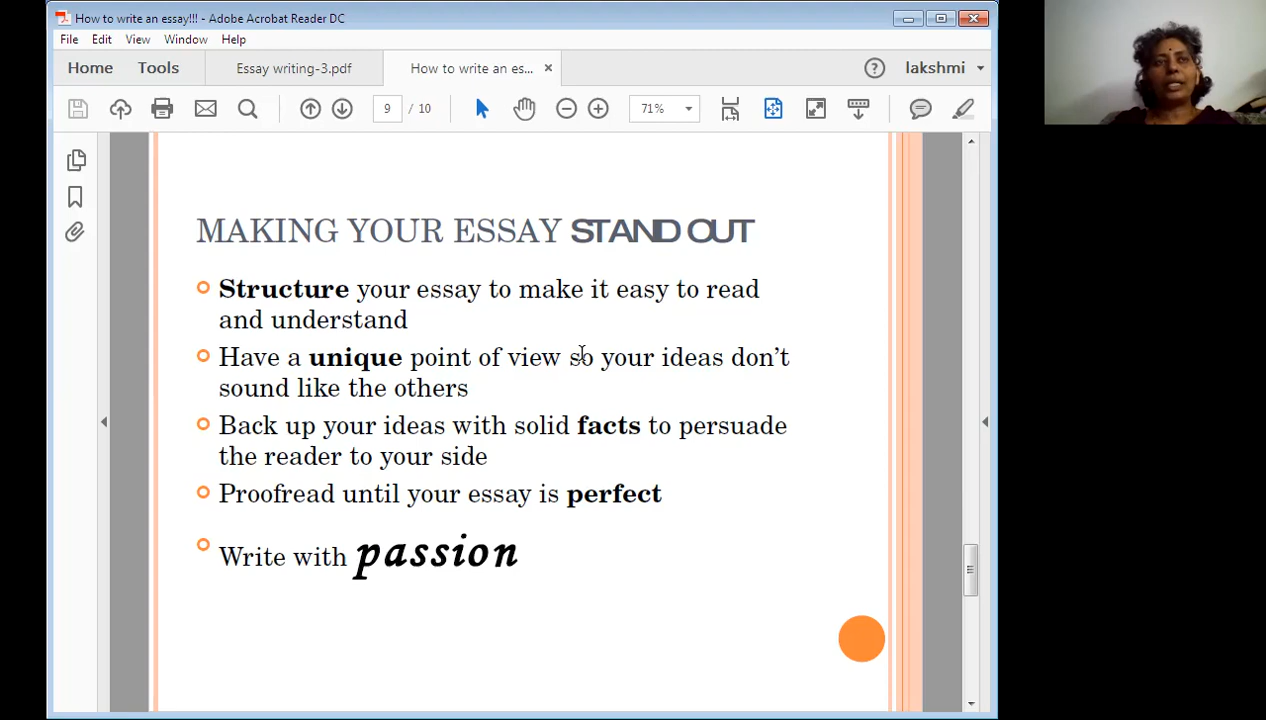 How to write an essay!!! - Adobe Acrobat Reader DC
File Edit View Window Help
Home Tools Essay writing-3.pdf How to write an es... × lakshmi
9 / 10 71%
MAKING YOUR ESSAY STAND OUT
Structure your essay to make it easy to read
and understand
Have a unique point of view so your ideas don’t
sound like the others
Back up your ideas with solid facts to persuade
the reader to your side
Proofread until your essay is perfect
Write with passion